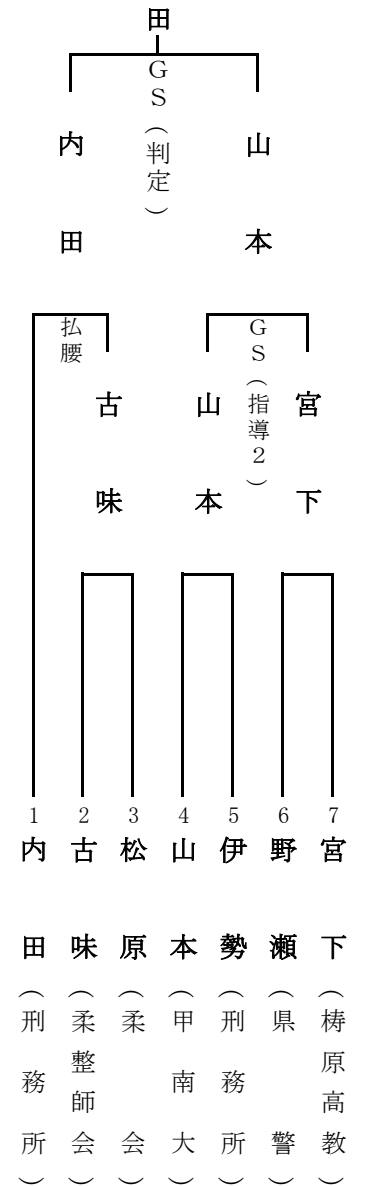 田
GS(判定)
内田
山本
払腰
GS(指導2)
古味
山本
宮下
1
2
3
4
5
6
7
内田(刑務所)
古味(柔整師会)
松原(柔会)
山本(甲南大)
伊勢(刑務所)
野瀬(県警)
宮下(梼原高教)